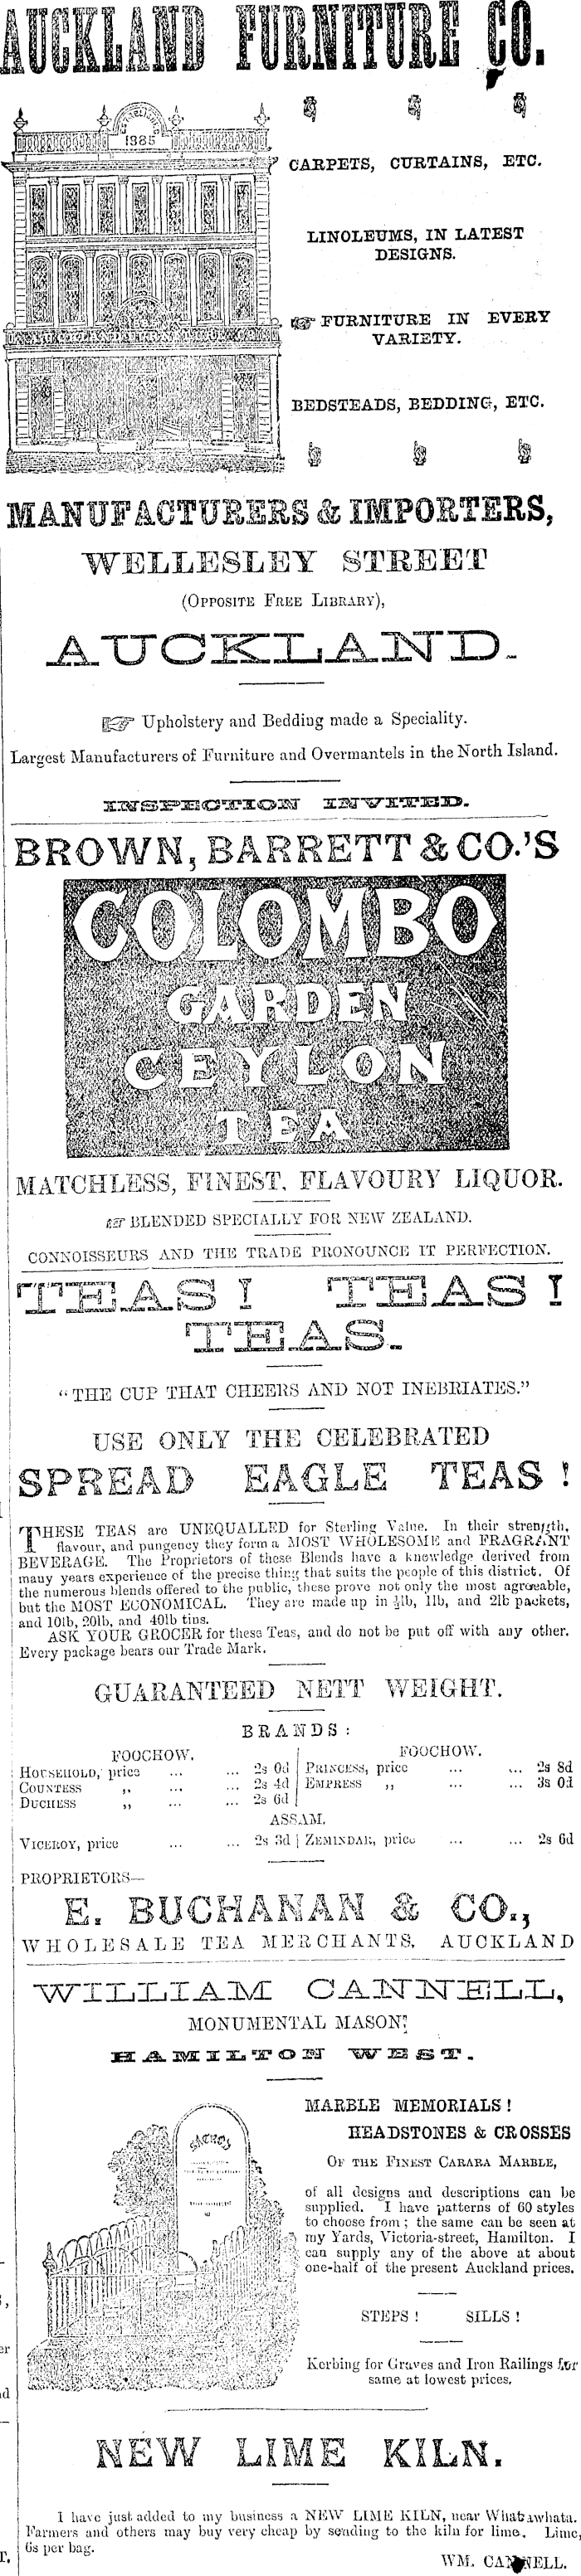 AUCKLAND FURNITURE CO.
1885
CARPETS, CURTAINS, ETC.
LINOLEUMS, IN LATEST
DESIGNS.
FURNITURE IN EVERY
VARIETY.
BEDSTEADS, BEDDING, ETC.
MANUFACTURERS & IMPORTERS,
WELLESLEY STREET
(OPPOSITE FREE LIBRARY),
AUCKLAND.
Upholstery and Bedding made a Speciality.
Largest Manufacturers of Furniture and Overmantels in the North Island.
INSPECTION INVITED.
BROWN, BARRETT & CO.'S
COLOMBO
GARDEN
CEYLON
TEA
MATCHLESS, FINEST, FLAVOURY LIQUOR.
BLENDED SPECIALLY FOR NEW ZEALAND.
CONNOISSEURS AND THE TRADE PRONOUNCE IT PERFECTION.
TEAS! TEAS!
TEAS.
"THE CUP THAT CHEERS AND NOT INEBRIATES."
USE ONLY THE CELEBRATED
SPREAD EAGLE TEAS!
THESE TEAS are UNEQUALLED for Sterling Value. In their strength,
flavour, and pungency they form a MOST WHOLESOME and FRAGRANT
BEVERAGE. The Proprietors of these Blends have a knowledge derived from
many years experience of the precise thing that suits the people of this district. Of
the numerous blends offered to the public, these prove not only the most agreeable,
but the MOST ECONOMICAL. They are made up in ½lb, 1lb, and 2lb packets,
and 10lb, 20lb, and 40lb tins.
ASK YOUR GROCER for these Teas, and do not be put off with any other.
Every package bears our Trade Mark.
GUARANTEED NETT WEIGHT.
BRANDS:
FOOCHOW. FOOCHOW.
HOUSEHOLD, price ... ... 2s 0d PRINCESS, price ... ... 2s 8d
COUNTESS ,, ... ... 2s 4d EMPRESS ,, ... ... 3s 0d
DUCHESS ,, ... ... 2s 6d
ASSAM.
VICEROY, price ... ... 2s 3d ZEMINDAR, price ... ... 2s 6d
PROPRIETORS—
E. BUCHANAN & CO.,
WHOLESALE TEA MERCHANTS, AUCKLAND
WILLIAM CANNELL,
MONUMENTAL MASON,
HAMILTON WEST.
SACRED
MARBLE MEMORIALS!
HEADSTONES & CROSSES
OF THE FINEST CARARA MARBLE,
of all designs and descriptions can be
supplied. I have patterns of 60 styles
to choose from; the same can be seen at
my Yards, Victoria-street, Hamilton. I
can supply any of the above at about
one-half of the present Auckland prices.
STEPS! SILLS!
Kerbing for Graves and Iron Railings for
same at lowest prices.
NEW LIME KILN.
I have just added to my business a NEW LIME KILN, near Whatawhata.
Farmers and others may buy very cheap by sending to the kiln for lime. Lime,
6s per bag.
WM. CANNELL.